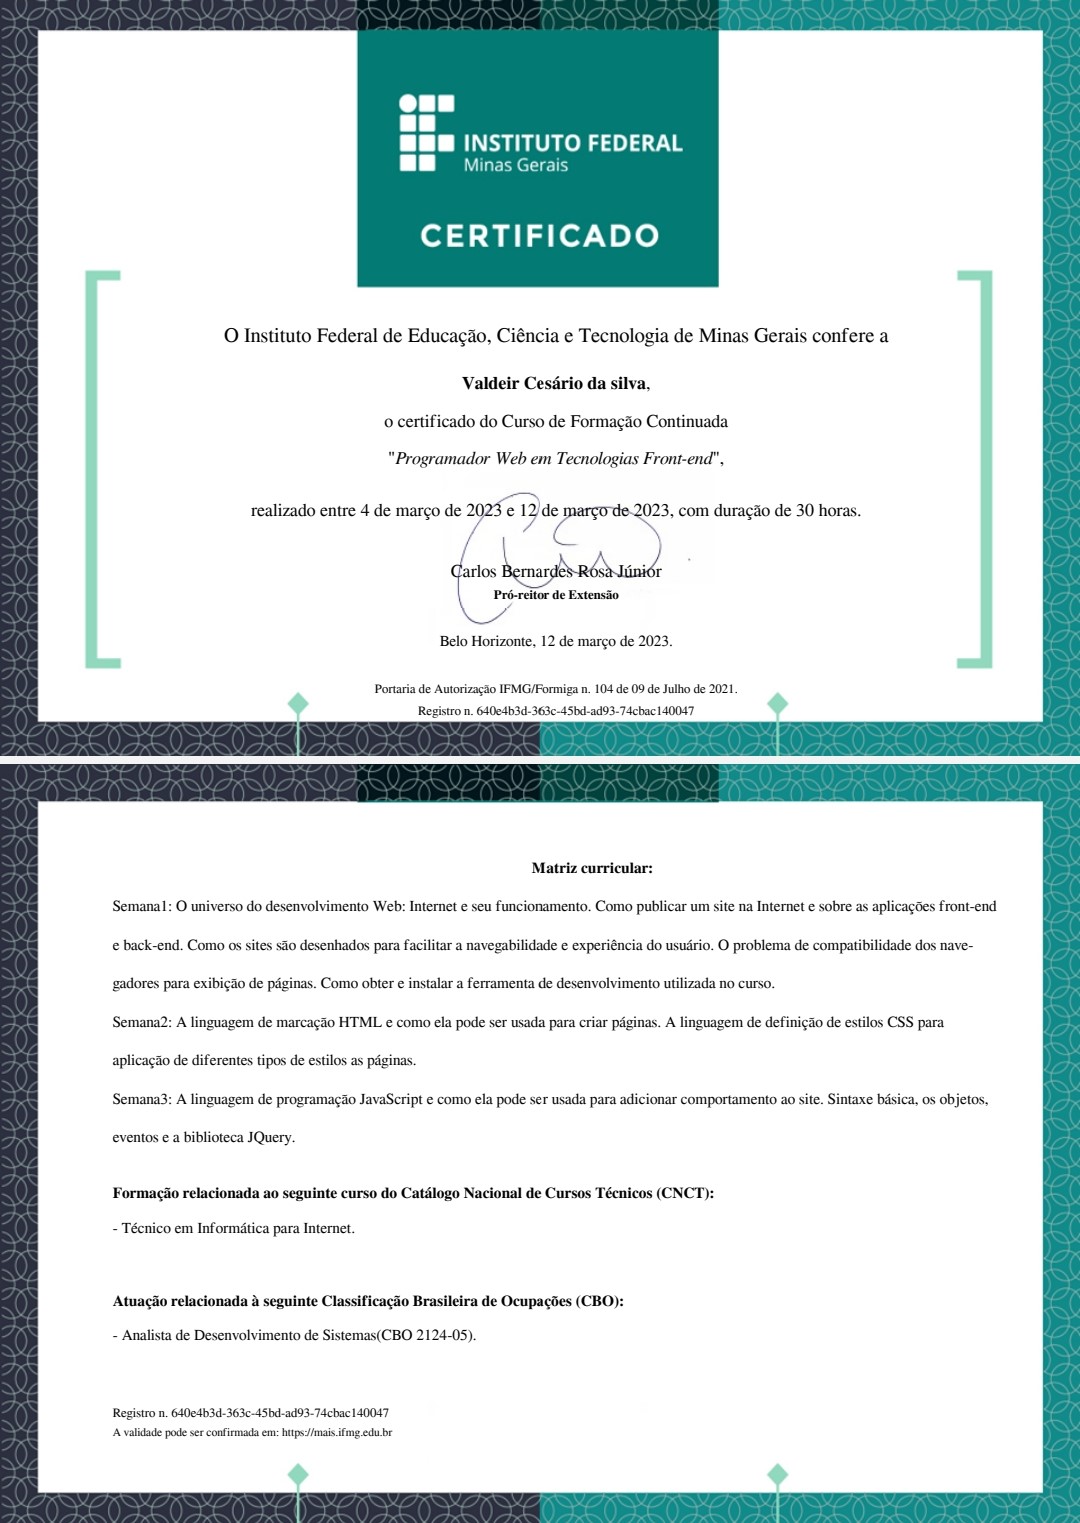 INSTITUTO FEDERAL
Minas Gerais
CERTIFICADO
O Instituto Federal de Educação, Ciência e Tecnologia de Minas Gerais confere a
Valdeir Cesário da silva,
o certificado do Curso de Formação Continuada
"Programador Web em Tecnologias Front-end",
realizado entre 4 de março de 2023 e 12 de março de 2023, com duração de 30 horas.
Carlos Bernardes Rosa Júnior
Pró-reitor de Extensão
Belo Horizonte, 12 de março de 2023.
Portaria de Autorização IFMG/Formiga n. 104 de 09 de Julho de 2021.
Registro n. 640e4b3d-363c-45bd-ad93-74cbac140047
Matriz curricular:
Semana1: O universo do desenvolvimento Web: Internet e seu funcionamento. Como publicar um site na Internet e sobre as aplicações front-end
e back-end. Como os sites são desenhados para facilitar a navegabilidade e experiência do usuário. O problema de compatibilidade dos nave-
gadores para exibição de páginas. Como obter e instalar a ferramenta de desenvolvimento utilizada no curso.
Semana2: A linguagem de marcação HTML e como ela pode ser usada para criar páginas. A linguagem de definição de estilos CSS para
aplicação de diferentes tipos de estilos as páginas.
Semana3: A linguagem de programação JavaScript e como ela pode ser usada para adicionar comportamento ao site. Sintaxe básica, os objetos,
eventos e a biblioteca JQuery.
Formação relacionada ao seguinte curso do Catálogo Nacional de Cursos Técnicos (CNCT):
- Técnico em Informática para Internet.
Atuação relacionada à seguinte Classificação Brasileira de Ocupações (CBO):
- Analista de Desenvolvimento de Sistemas(CBO 2124-05).
Registro n. 640e4b3d-363c-45bd-ad93-74cbac140047
A validade pode ser confirmada em: https://mais.ifmg.edu.br